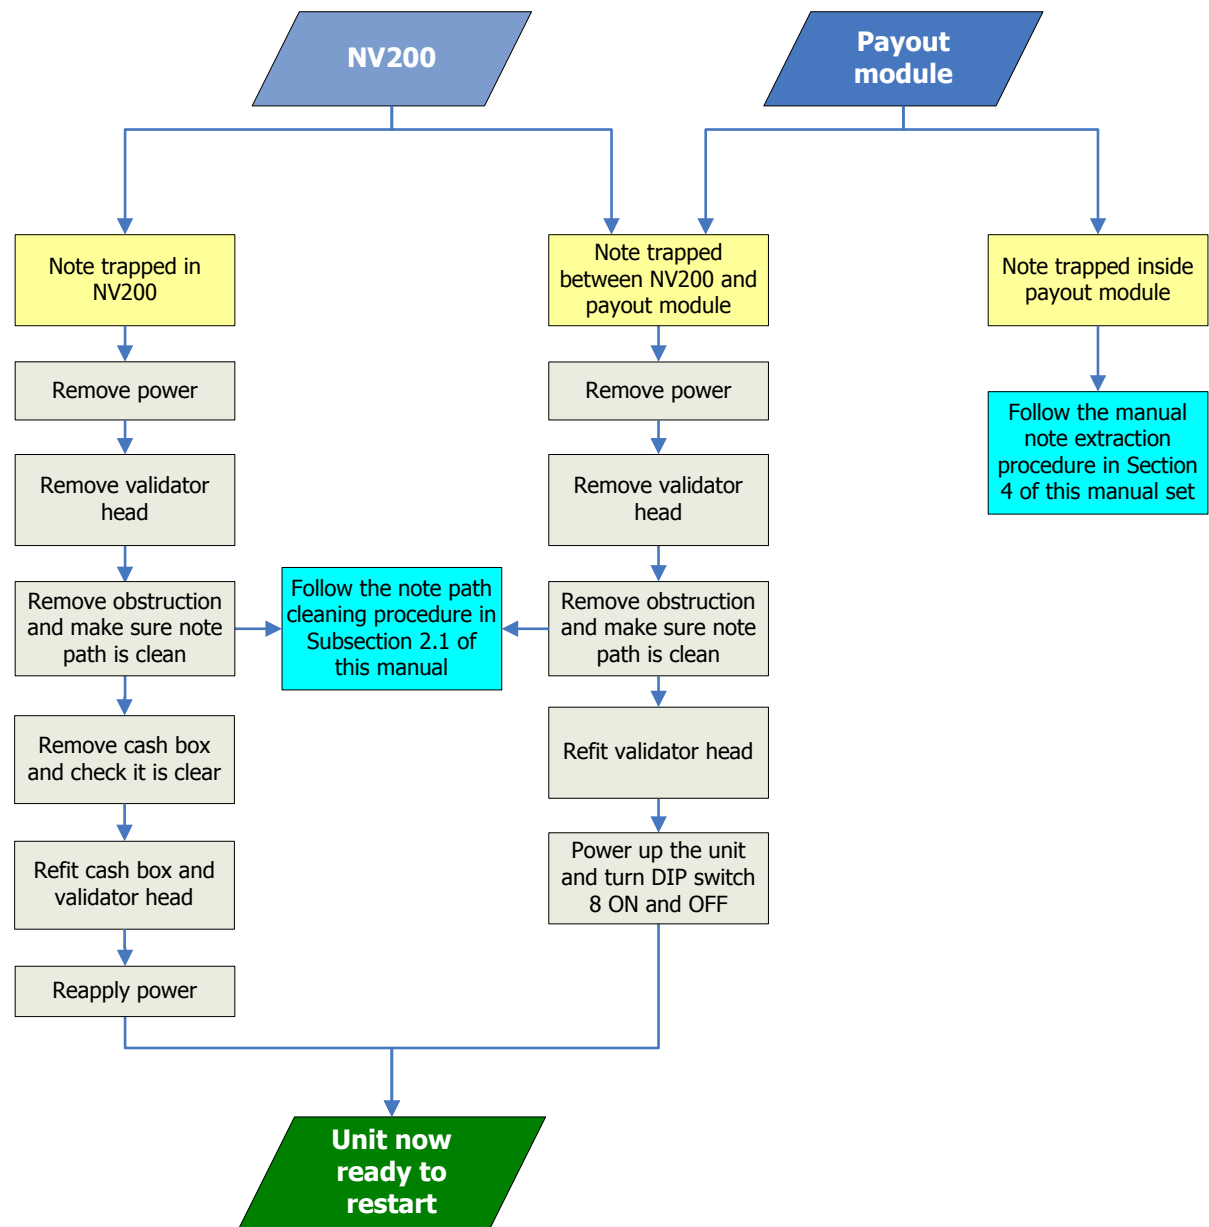 NV200
Payout
module
Note trapped in
NV200
Note trapped
between NV200 and
payout module
Note trapped inside
payout module
Remove power
Remove power
Follow the manual
note extraction
procedure in Section
4 of this manual set
Remove validator
head
Remove validator
head
Remove obstruction
and make sure note
path is clean
Follow the note path
cleaning procedure in
Subsection 2.1 of
this manual
Remove obstruction
and make sure note
path is clean
Remove cash box
and check it is clear
Refit validator head
Refit cash box and
validator head
Power up the unit
and turn DIP switch
8 ON and OFF
Reapply power
Unit now
ready to
restart